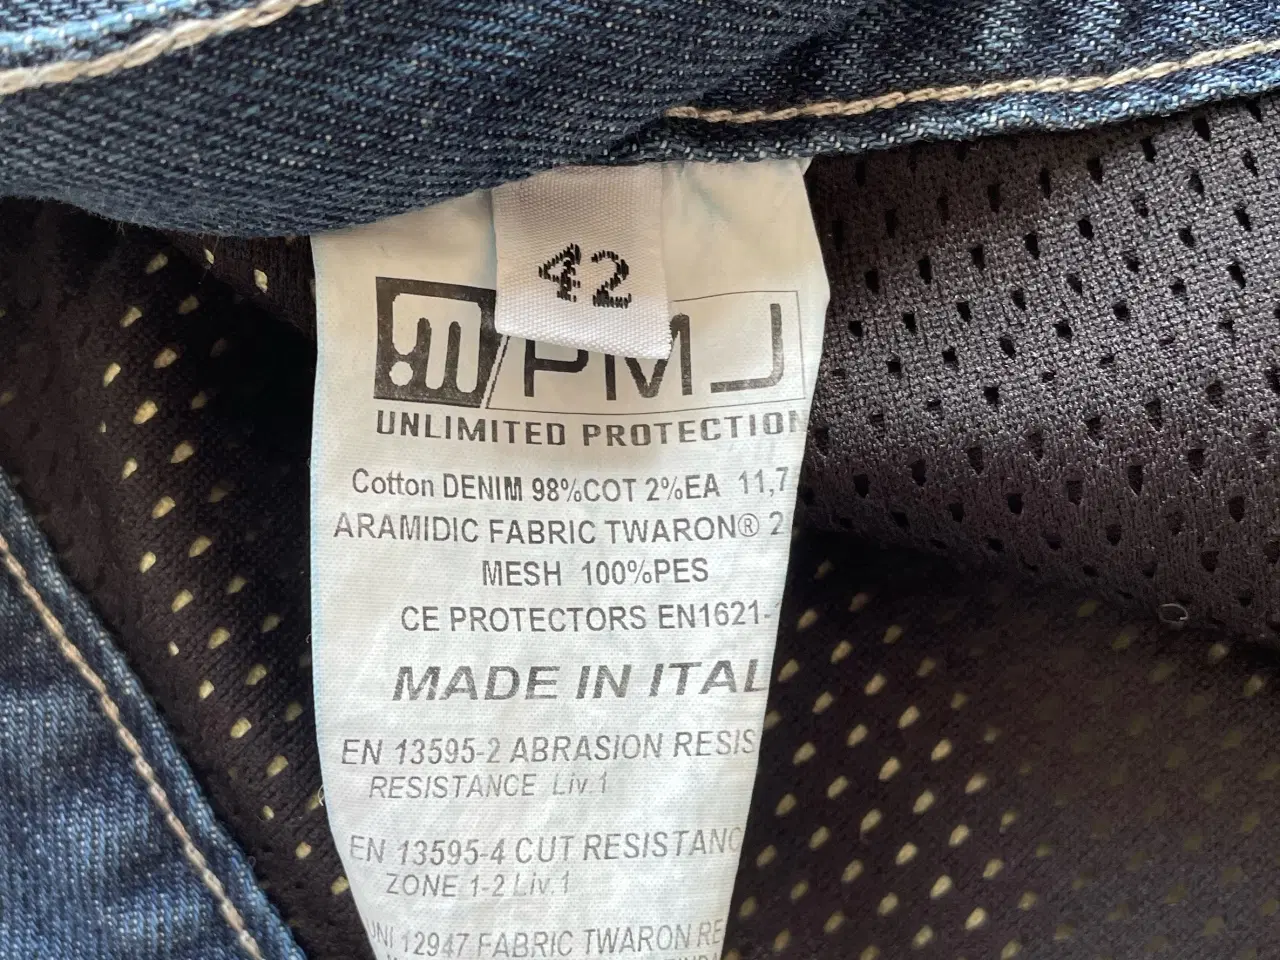 42
PMJ
UNLIMITED PROTECTION
Cotton DENIM 98%COT 2%EA 11,7
ARAMIDIC FABRIC TWARON® 2
MESH 100%PES
CE PROTECTORS EN1621-
MADE IN ITAL
EN 13595-2 ABRASION RESIS
RESISTANCE Liv.1
EN 13595-4 CUT RESISTANC
ZONE 1-2 Liv.1
UNI 12947 FABRIC TWARON RE